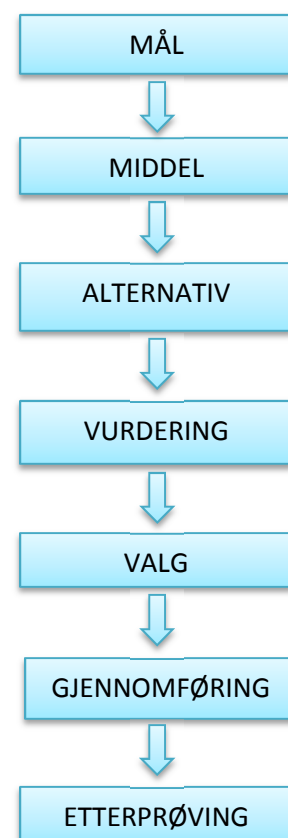 MÅL
MIDDEL
ALTERNATIV
VURDERING
VALG
GJENNOMFØRING
ETTERPRØVING